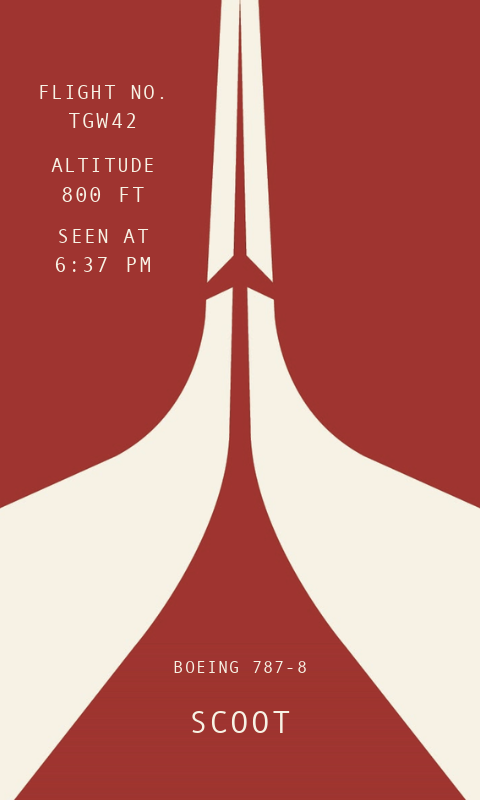 FLIGHT NO.
TGW42
ALTITUDE
800 FT
SEEN AT
6:37 PM
BOEING 787-8
SCOOT